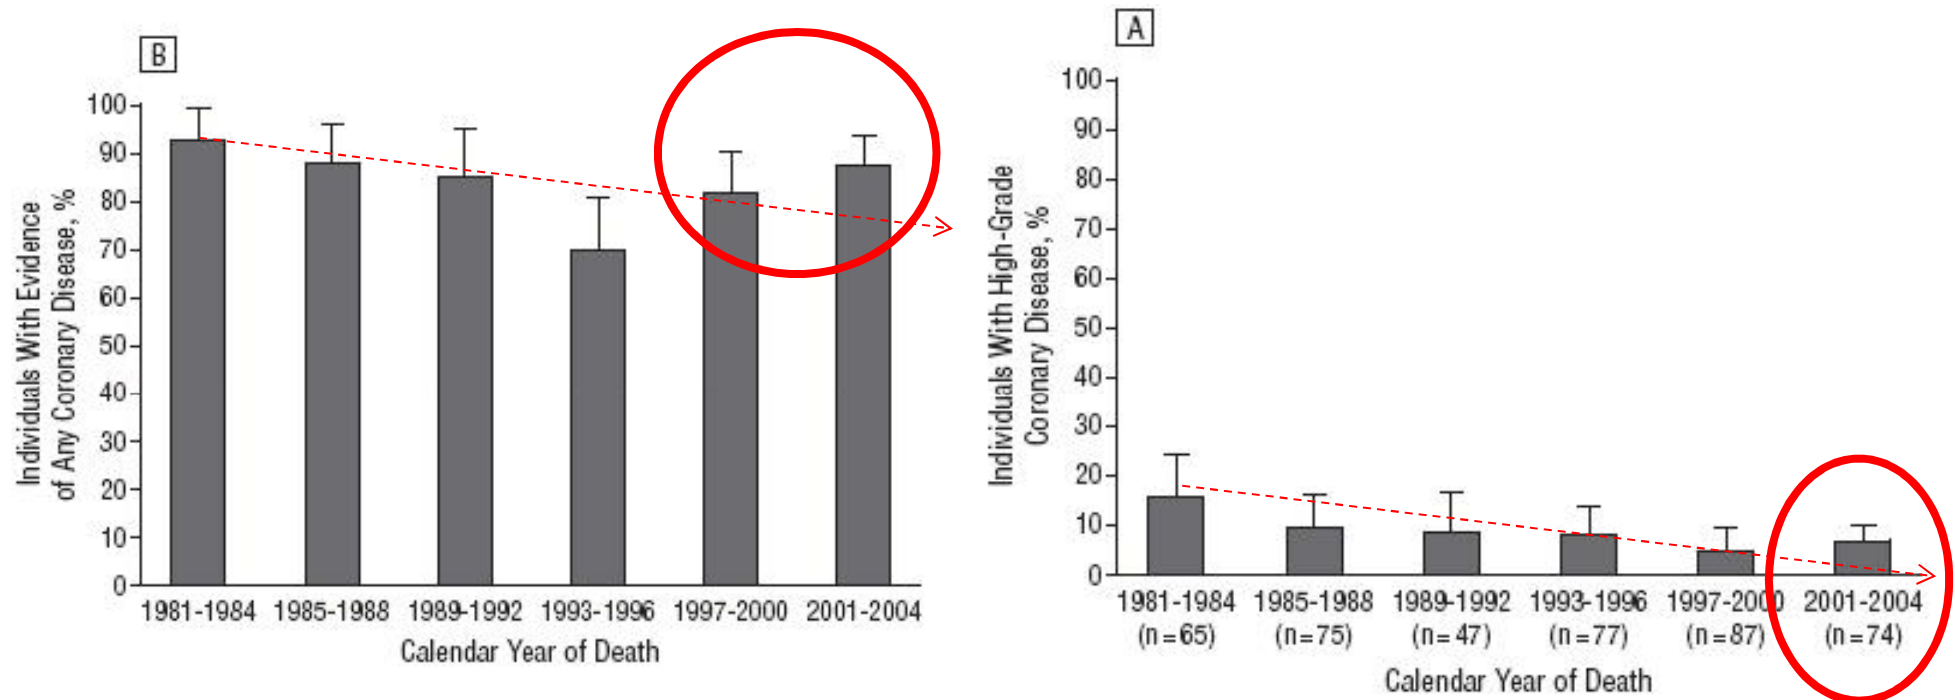 B
100
90
80
70
60
50
40
30
20
10
0
Individuals With Evidence
of Any Coronary Disease, %
1981-1984 1985-1988 1989-1992 1993-1996 1997-2000 2001-2004
Calendar Year of Death
A
100
90
80
70
60
50
40
30
20
10
0
Individuals With High-Grade
Coronary Disease, %
1981-1984 1985-1988 1989-1992 1993-1996 1997-2000 2001-2004
(n=65) (n=75) (n=47) (n=77) (n=87) (n=74)
Calendar Year of Death